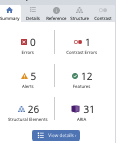 Summary Details Reference Structure Contrast
0 1
Errors Contrast Errors
5 12
Alerts Features
26 31
Structural Elements ARIA
View details ›